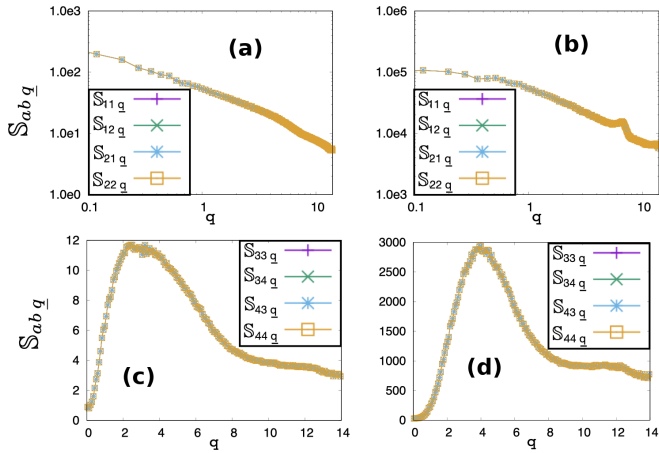 1.0e3
1.0e2
1.0e1
1.0e0
0.1 1 10
q
𝕊ab q
(a)
𝕊11 q
𝕊12 q
𝕊21 q
𝕊22 q
1.0e6
1.0e5
1.0e4
1.0e3
0.1 1 10
q
(b)
𝕊11 q
𝕊12 q
𝕊21 q
𝕊22 q
12
10
8
6
4
2
0
0 2 4 6 8 10 12 14
q
𝕊ab q
(c)
𝕊33 q
𝕊34 q
𝕊43 q
𝕊44 q
3000
2500
2000
1500
1000
500
0
0 2 4 6 8 10 12 14
q
(d)
𝕊33 q
𝕊34 q
𝕊43 q
𝕊44 q